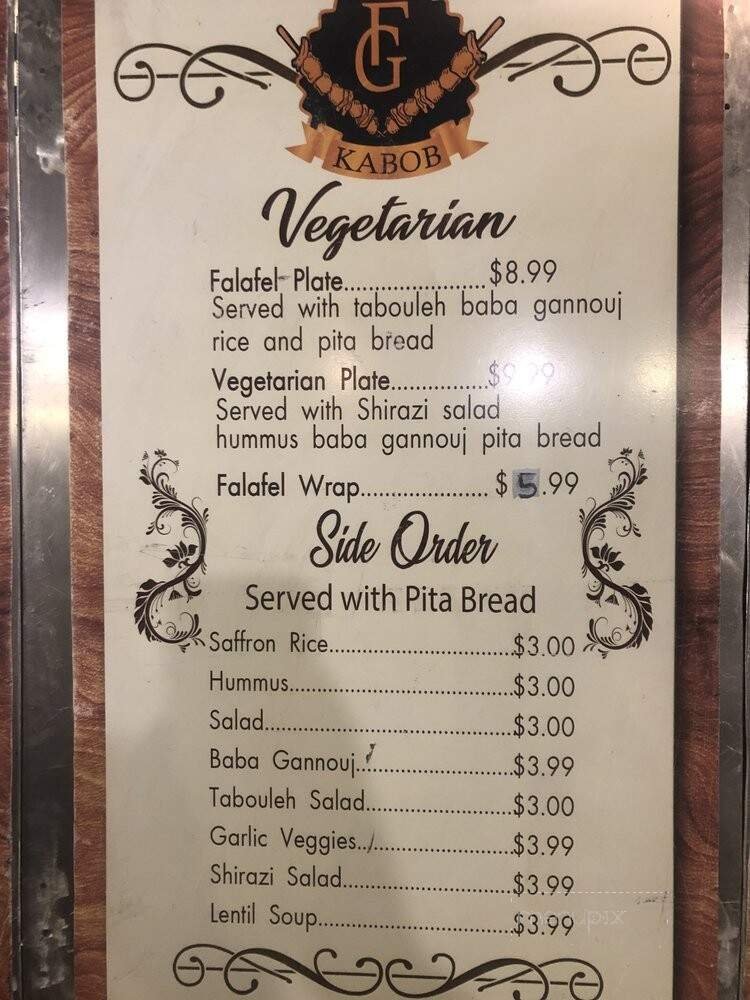 FG
KABOB
Vegetarian
Falafel Plate......................$8.99
Served with tabouleh baba gannouj
rice and pita bread
Vegetarian Plate...............$9.99
Served with Shirazi salad
hummus baba gannouj pita bread
Falafel Wrap.................... $5.99
Side Order
Served with Pita Bread
Saffron Rice............................$3.00
Hummus..................................$3.00
Salad......................................$3.00
Baba Gannouj........................$3.99
Tabouleh Salad.......................$3.00
Garlic Veggies........................$3.99
Shirazi Salad..........................$3.99
Lentil Soup.............................$3.99
menupix